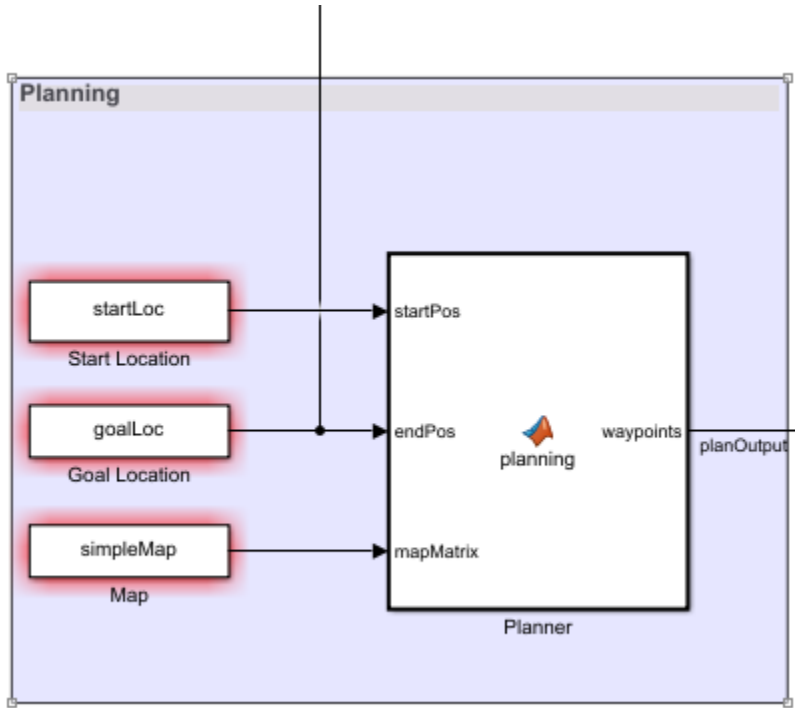 Planning
startLoc
Start Location
goalLoc
Goal Location
simpleMap
Map
startPos
endPos
mapMatrix
planning
waypoints
Planner
planOutput